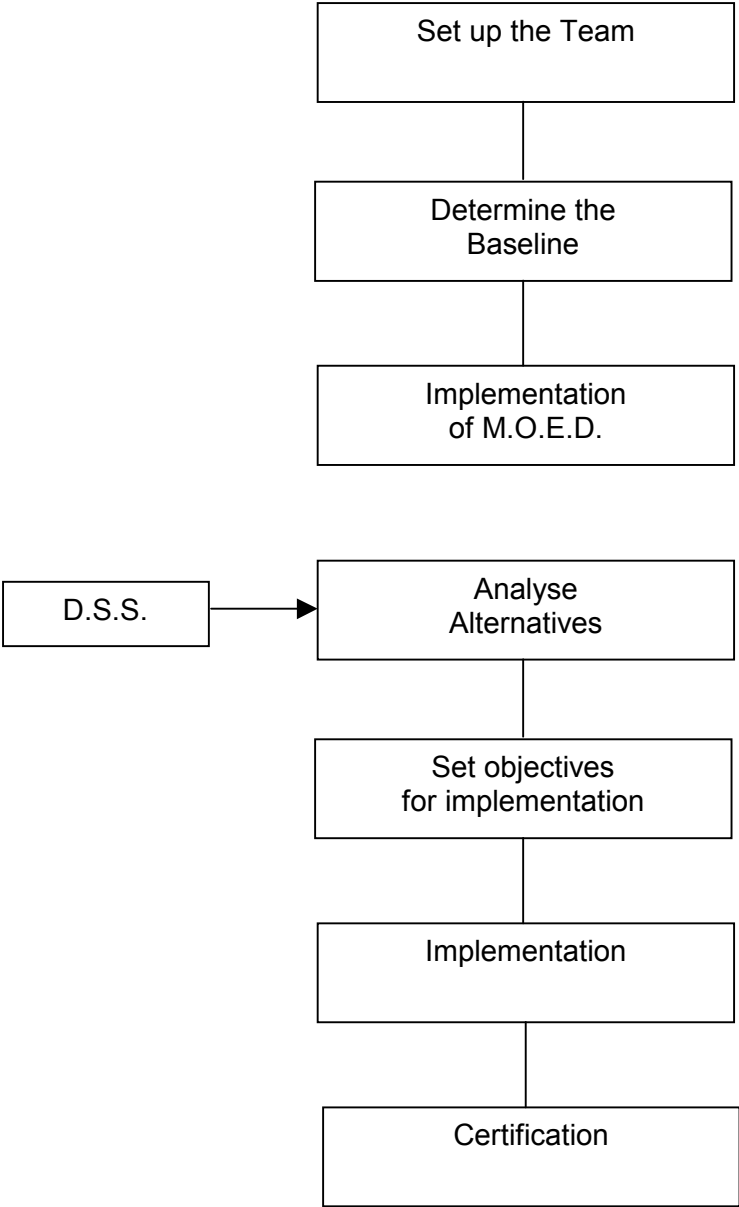 Set up the Team
Determine the
Baseline
Implementation
of M.O.E.D.
D.S.S.
Analyse
Alternatives
Set objectives
for implementation
Implementation
Certification